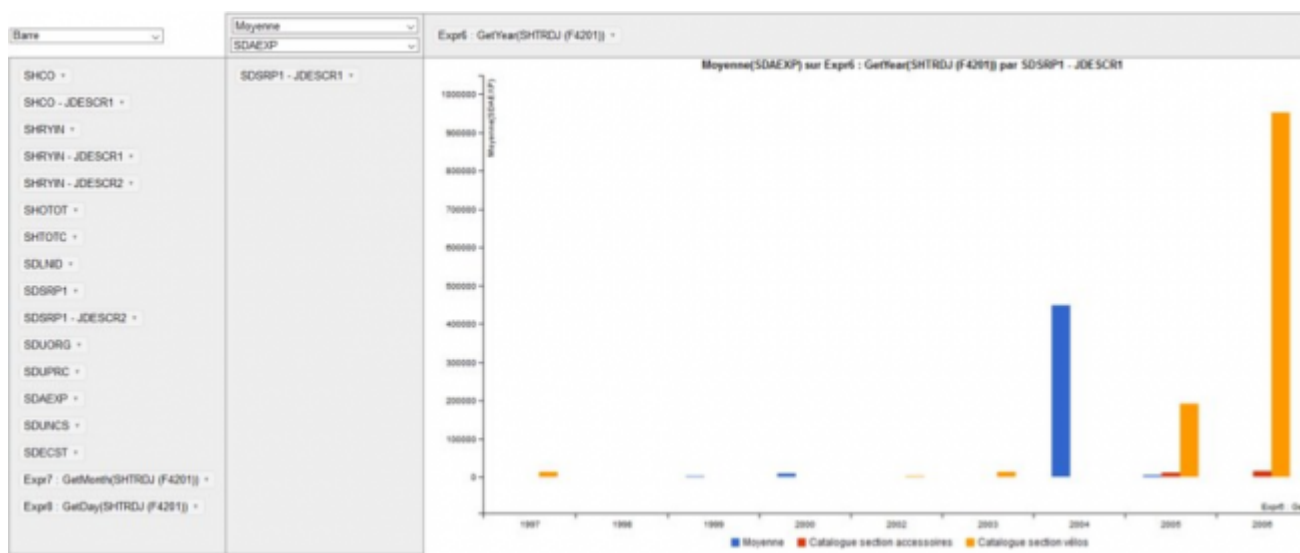 Barre
Moyenne
SDAEXP
Expr6 : GetYear(SHTRDJ (F4201))
SHCO
SHCO - JDESCR1
SHRYIN
SHRYIN - JDESCR1
SHRYIN - JDESCR2
SHOTOT
SHTOTC
SDLNID
SDSRP1
SDSRP1 - JDESCR2
SDUORG
SDUPRC
SDAEXP
SDUNCS
SDECST
Expr7 : GetMonth(SHTRDJ (F4201))
Expr8 : GetDay(SHTRDJ (F4201))
SDSRP1 - JDESCR1
Moyenne(SDAEXP) sur Expr6 : GetYear(SHTRDJ (F4201)) par SDSRP1 - JDESCR1
Moyenne(SDAEXP)
1000000
900000
800000
700000
600000
500000
400000
300000
200000
100000
0
Expr6 : Ge
1997 1998 1999 2000 2002 2003 2004 2005 2006
Moyenne Catalogue section accessoires Catalogue section vélos